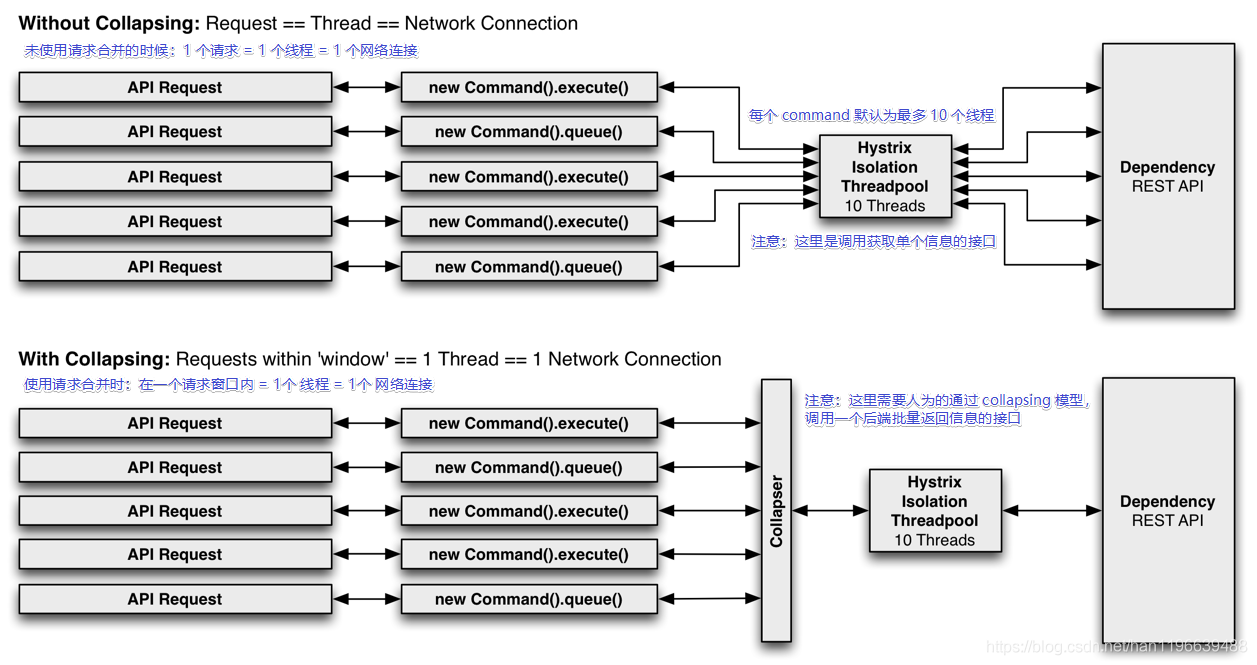 Without Collapsing: Request == Thread == Network Connection
未使用请求合并的时候：1 个请求 = 1 个线程 = 1 个网络连接
API Request
new Command().execute()
API Request
new Command().queue()
API Request
new Command().execute()
API Request
new Command().execute()
API Request
new Command().queue()
每个 command 默认为最多 10 个线程
Hystrix
Isolation
Threadpool
10 Threads
注意：这里是调用获取单个信息的接口
Dependency
REST API
With Collapsing: Requests within 'window' == 1 Thread == 1 Network Connection
使用请求合并时：在一个请求窗口内 = 1个 线程 = 1个 网络连接
API Request
new Command().execute()
API Request
new Command().queue()
API Request
new Command().execute()
API Request
new Command().execute()
API Request
new Command().queue()
Collapser
注意：这里需要人为的通过 collapsing 模型，
调用一个后端批量返回信息的接口
Hystrix
Isolation
Threadpool
10 Threads
Dependency
REST API
https://blog.csdn.net/han1196639488